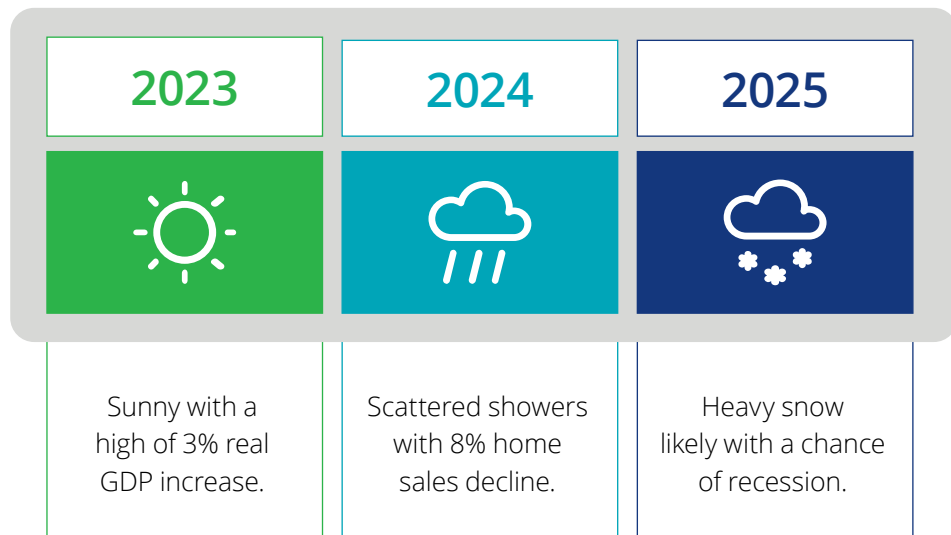 2023
2024
2025
Sunny with a
high of 3% real
GDP increase.
Scattered showers
with 8% home
sales decline.
Heavy snow
likely with a chance
of recession.